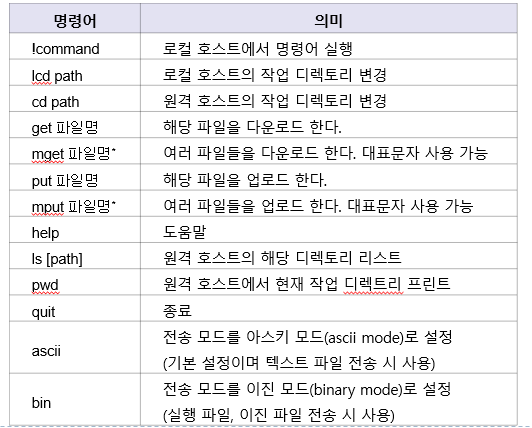 명령어 의미
!command 로컬 호스트에서 명령어 실행
lcd path 로컬 호스트의 작업 디렉토리 변경
cd path 원격 호스트의 작업 디렉토리 변경
get 파일명 해당 파일을 다운로드 한다.
mget 파일명* 여러 파일들을 다운로드 한다. 대표문자 사용 가능
put 파일명 해당 파일을 업로드 한다.
mput 파일명* 여러 파일들을 업로드 한다. 대표문자 사용 가능
help 도움말
ls [path] 원격 호스트의 해당 디렉토리 리스트
pwd 원격 호스트에서 현재 작업 디렉트리 프린트
quit 종료
ascii 전송 모드를 아스키 모드(ascii mode)로 설정
(기본 설정이며 텍스트 파일 전송 시 사용)
bin 전송 모드를 이진 모드(binary mode)로 설정
(실행 파일, 이진 파일 전송 시 사용)